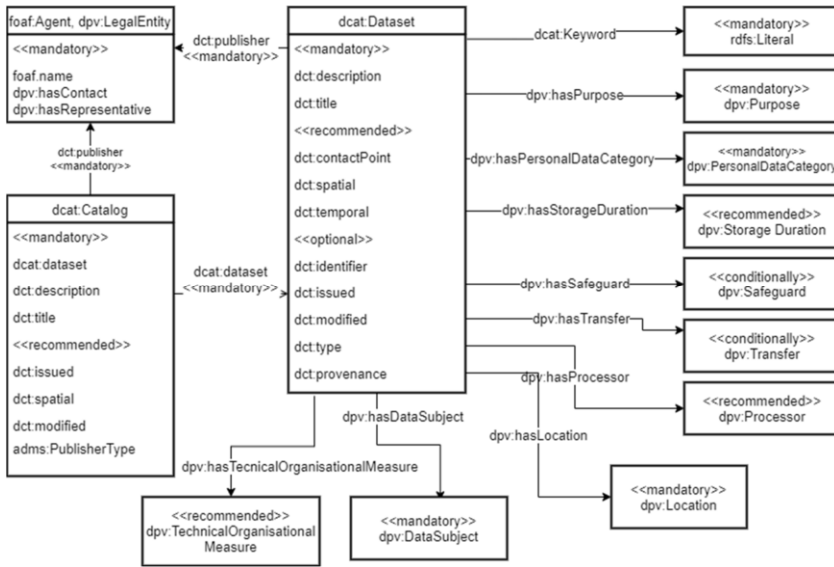 foaf:Agent, dpv:LegalEntity
<<mandatory>>
foaf.name
dpv:hasContact
dpv:hasRepresentative
dct:publisher
<<mandatory>>
dct:publisher
<<mandatory>>
dcat:Catalog
<<mandatory>>
dcat:dataset
dct:description
dct:title
<<recommended>>
dct:issued
dct:spatial
dct:modified
adms:PublisherType
dcat:dataset
<<mandatory>>
dcat:Dataset
<<mandatory>>
dct:description
dct:title
<<recommended>>
dct:contactPoint
dct:spatial
dct:temporal
<<optional>>
dct:identifier
dct:issued
dct:modified
dct:type
dct:provenance
dcat:Keyword
<<mandatory>>
rdfs:Literal
dpv:hasPurpose
<<mandatory>>
dpv:Purpose
dpv:hasPersonalDataCategory
<<mandatory>>
dpv:PersonalDataCategory
dpv:hasStorageDuration
<<recommended>>
dpv:Storage Duration
dpv:hasSafeguard
<<conditionally>>
dpv:Safeguard
dpv:hasTransfer
<<conditionally>>
dpv:Transfer
dpv:hasProcessor
<<recommended>>
dpv:Processor
dpv:hasLocation
<<mandatory>>
dpv:Location
dpv:hasDataSubject
<<mandatory>>
dpv:DataSubject
dpv:hasTecnicalOrganisationalMeasure
<<recommended>>
dpv:TechnicalOrganisational
Measure